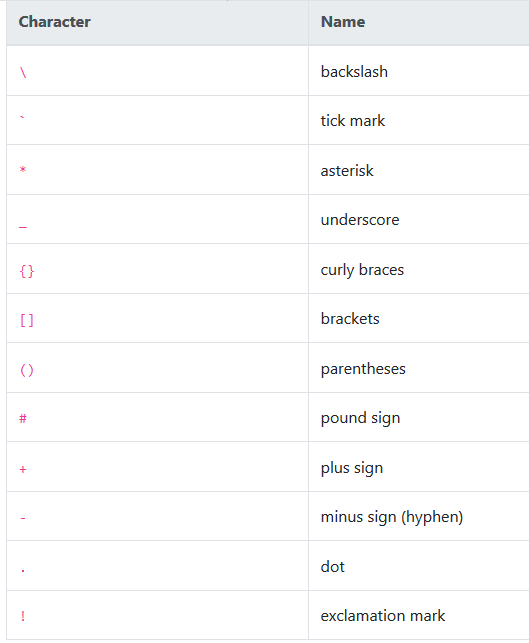 Character Name
\ backslash
` tick mark
* asterisk
_ underscore
{} curly braces
[] brackets
() parentheses
# pound sign
+ plus sign
- minus sign (hyphen)
. dot
! exclamation mark